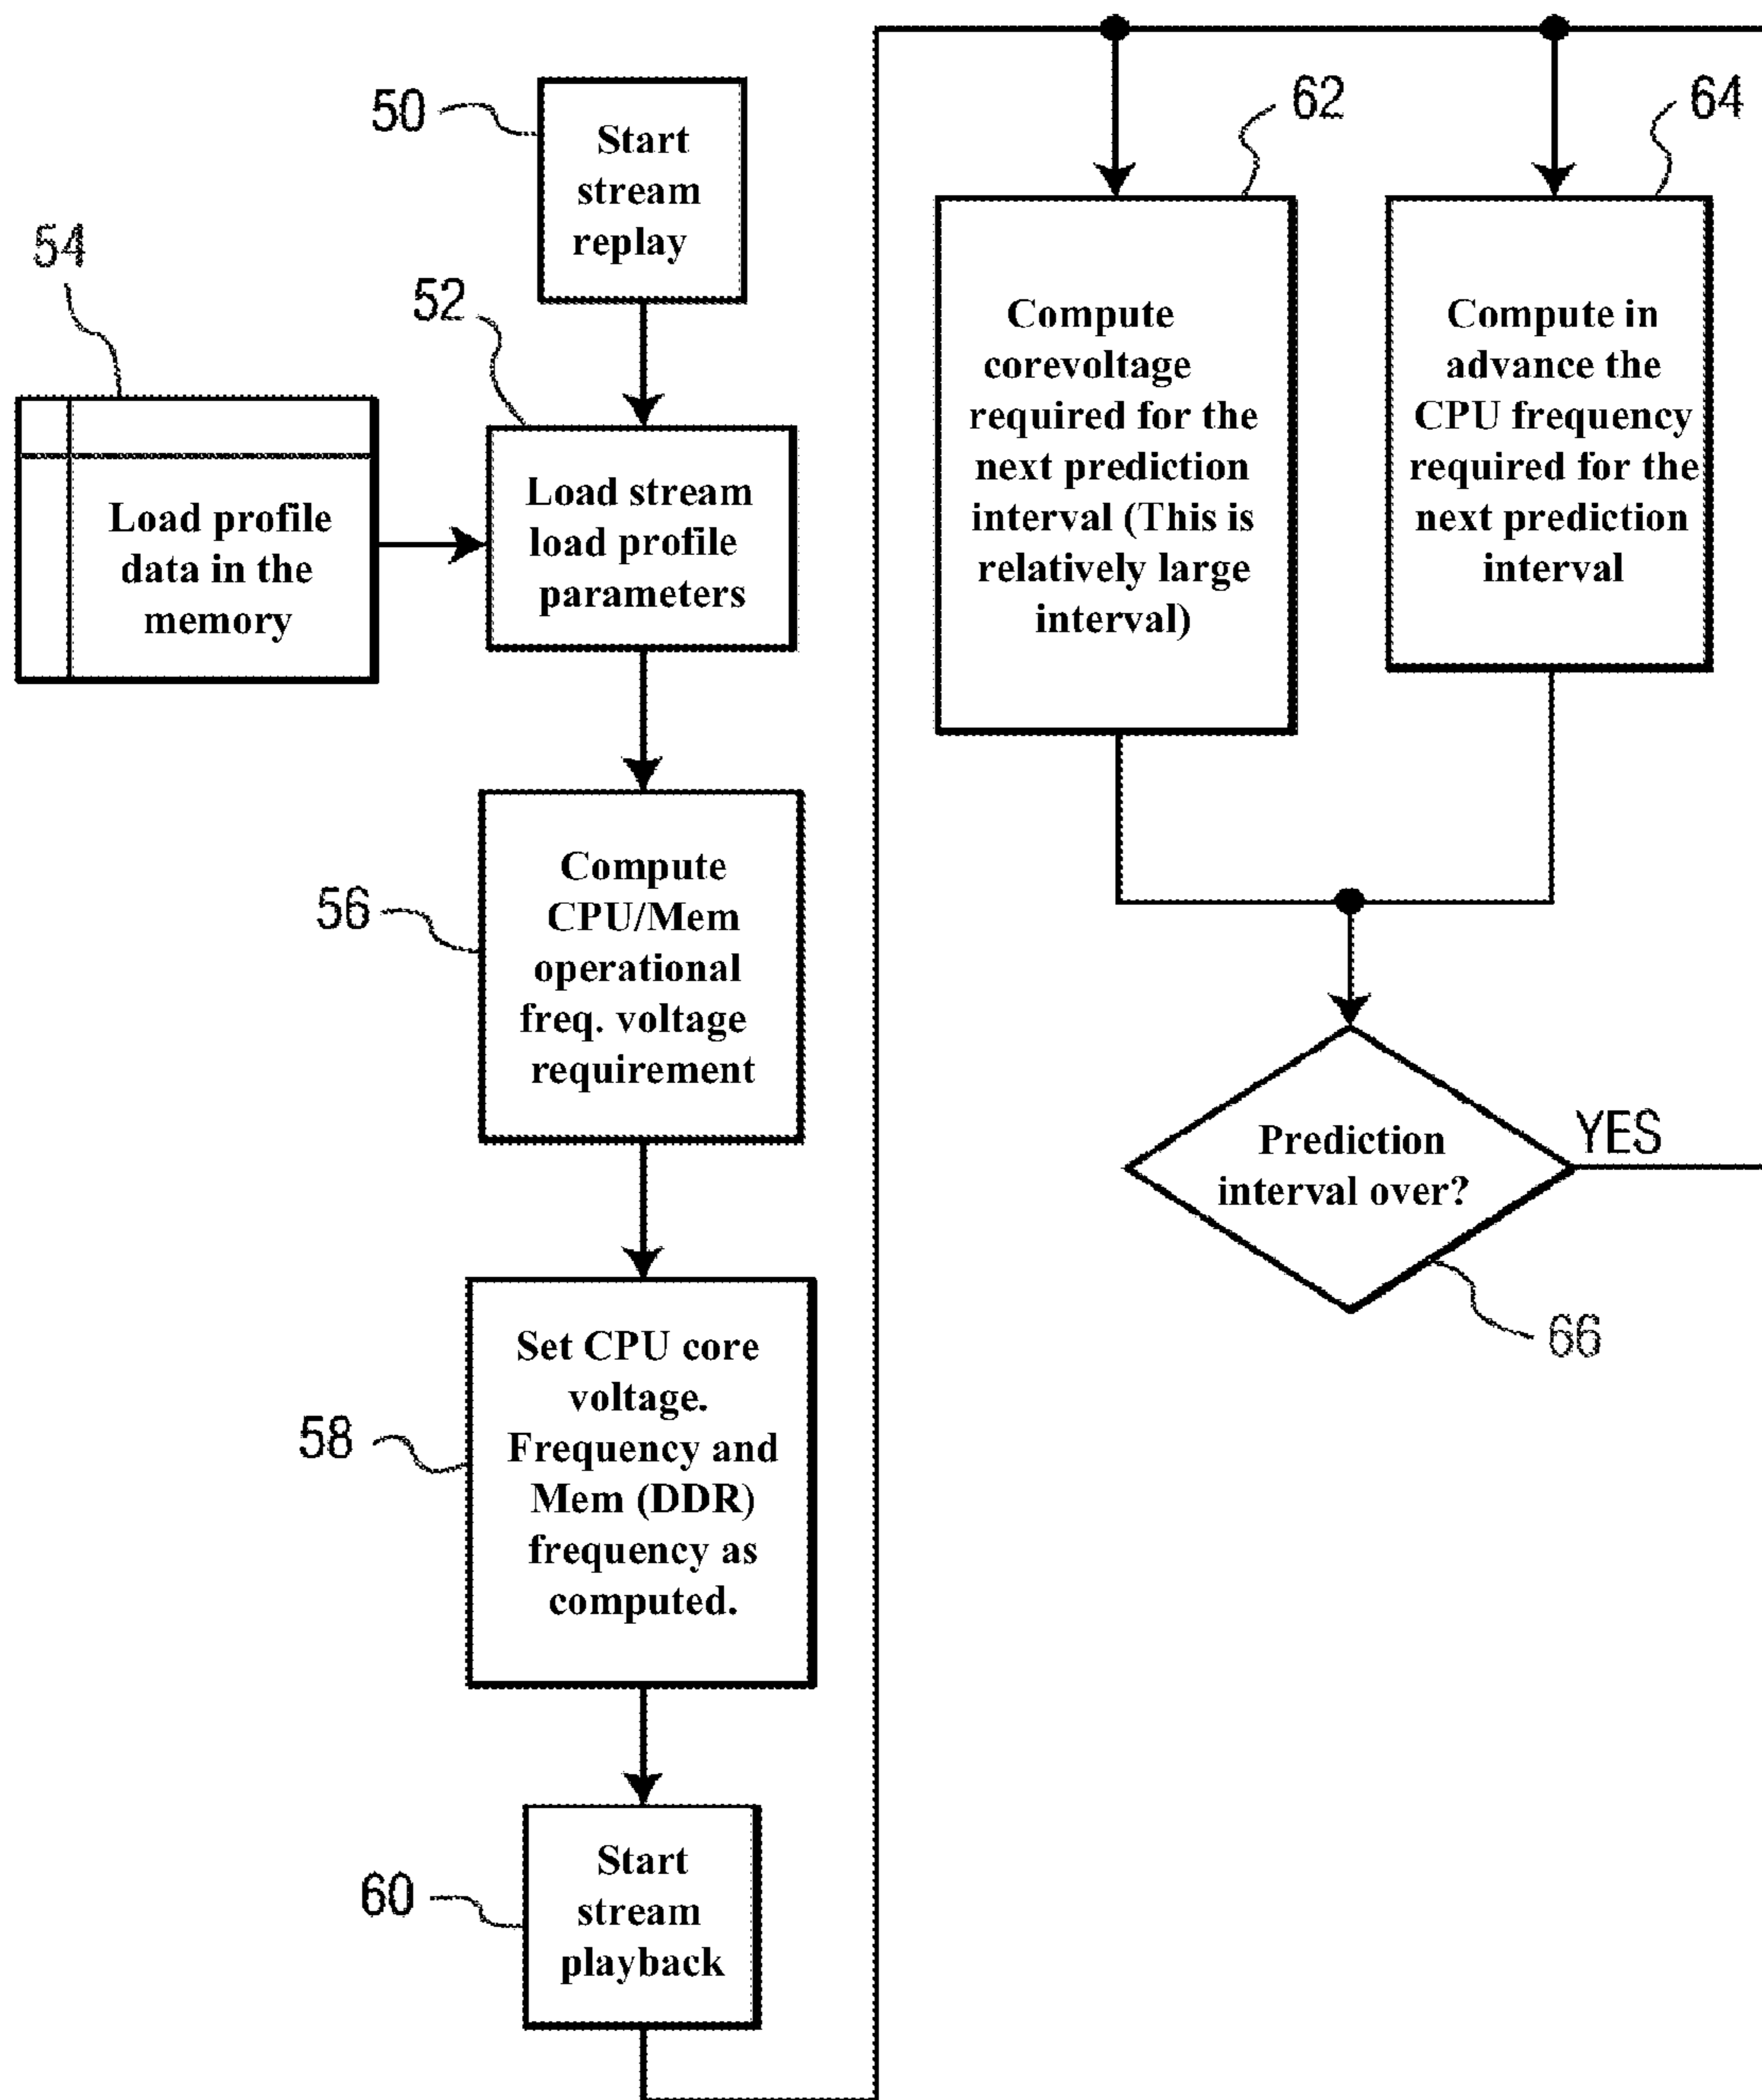 50
Start
stream
replay
54
52
Load profile
data in the
memory
Load stream
load profile
parameters
56
Compute
CPU/Mem
operational
freq. voltage
requirement
58
Set CPU core
voltage.
Frequency and
Mem (DDR)
frequency as
computed.
60
Start
stream
playback
62
Compute
corevoltage
required for the
next prediction
interval (This is
relatively large
interval)
64
Compute in
advance the
CPU frequency
required for the
next prediction
interval
Prediction
interval over?
YES
66